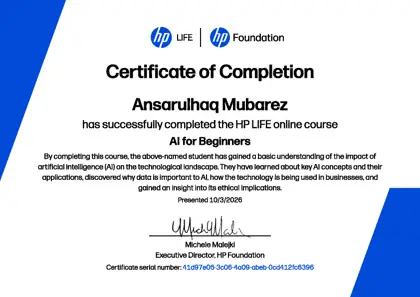 hp LIFE | hp Foundation
Certificate of Completion
Ansarulhaq Mubarez
has successfully completed the HP LIFE online course
AI for Beginners
By completing this course, the above-named student has gained a basic understanding of the impact of
artificial intelligence (AI) on the technological landscape. They have learned about key AI concepts and their
applications, discovered why data is important to AI, how the technology is being used in businesses, and
gained an insight into its ethical implications.
Presented 10/3/2026
Michele Malejki
Executive Director, HP Foundation
Certificate serial number: 41d97e05-3c06-4a09-abeb-0cd412fc6396